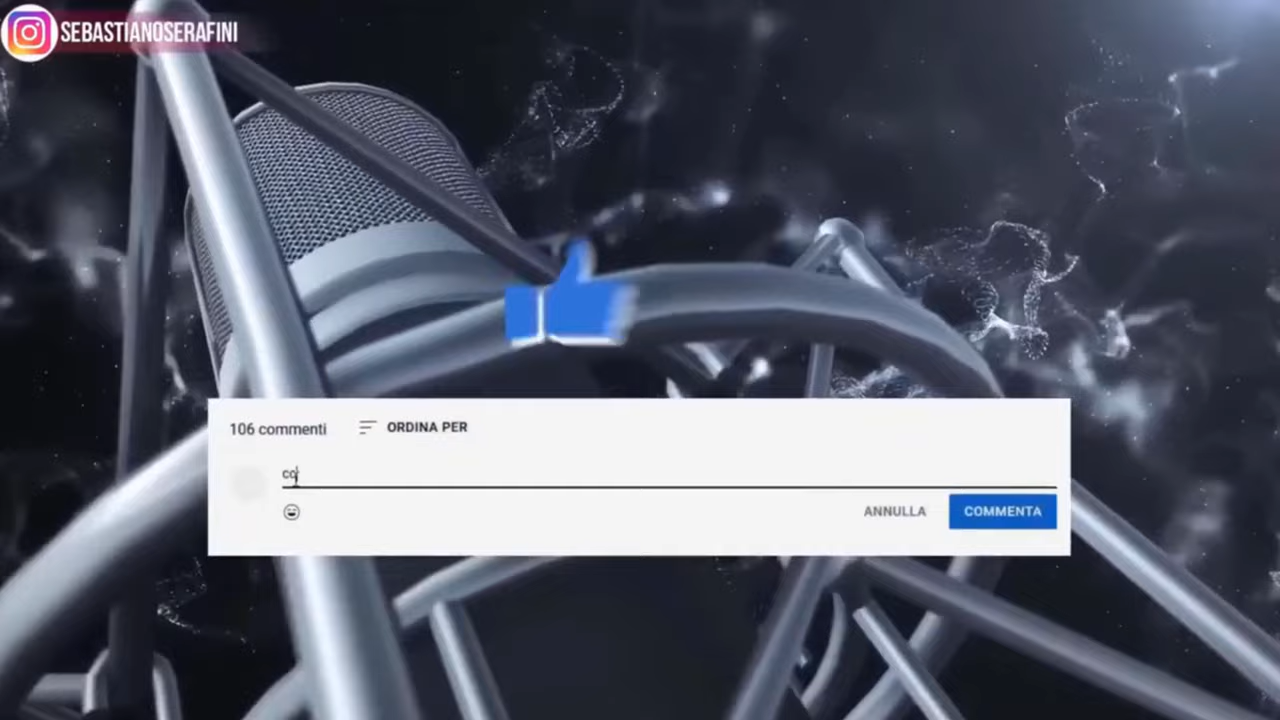 SEBASTIANOSERAFINI
106 commenti
ORDINA PER
co
ANNULLA
COMMENTA